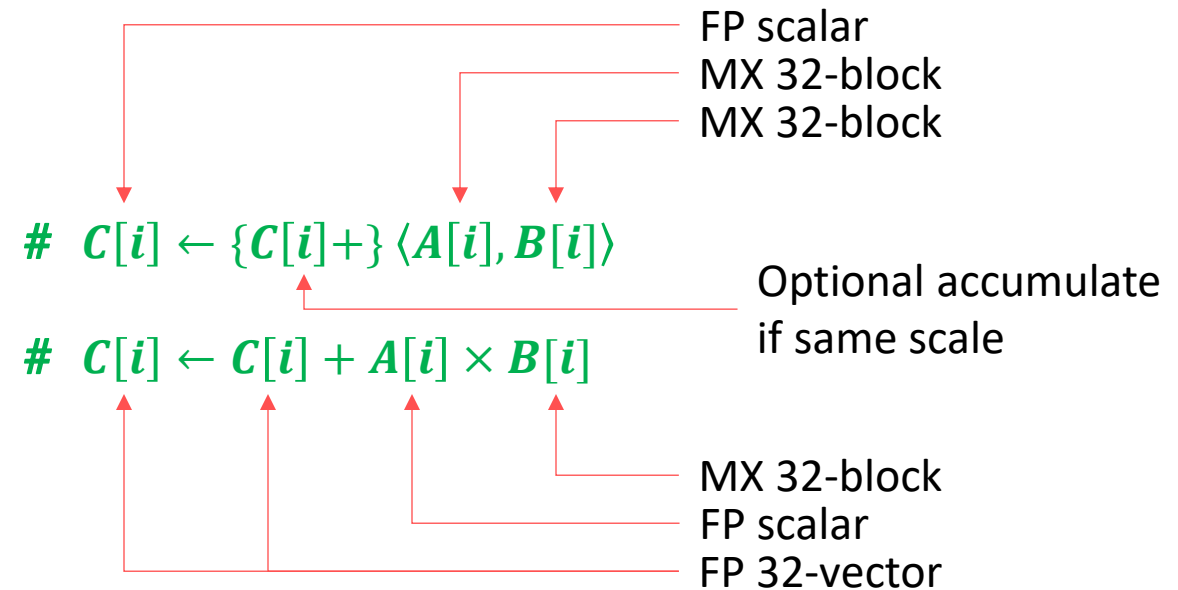 FP scalar
MX 32-block
MX 32-block
# C[i] ← {C[i]+} ⟨A[i], B[i]⟩
Optional accumulate
if same scale
# C[i] ← C[i] + A[i] × B[i]
MX 32-block
FP scalar
FP 32-vector